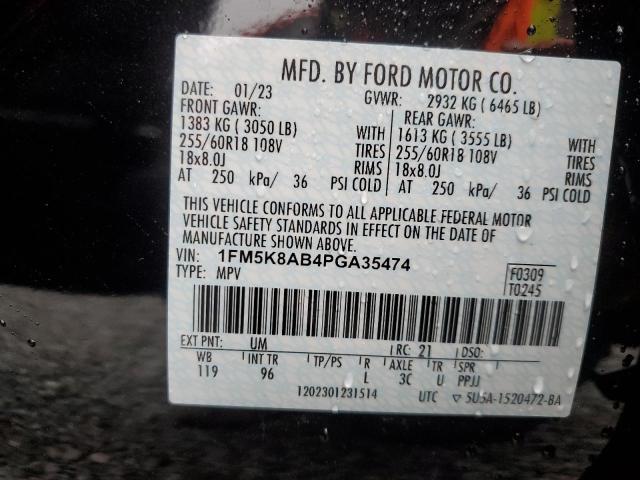 MFD. BY FORD MOTOR CO.
DATE: 01/23 GVWR: 2932 KG ( 6465 LB)
FRONT GAWR: REAR GAWR:
1383 KG ( 3050 LB) WITH 1613 KG ( 3555 LB) WITH
255/60R18 108V TIRES 255/60R18 108V TIRES
18x8.0J RIMS 18x8.0J RIMS
AT 250 kPa/ 36 PSI COLD AT 250 kPa/ 36 PSI COLD
THIS VEHICLE CONFORMS TO ALL APPLICABLE FEDERAL MOTOR
VEHICLE SAFETY STANDARDS IN EFFECT ON THE DATE OF
MANUFACTURE SHOWN ABOVE.
VIN: 1FM5K8AB4PGA35474
TYPE: MPV F0309
T0245
EXT PNT: UM RC: 21 DSO:
WB INT TR TP/PS R AXLE TR SPR
119 96 L 3C U PPJJ
1202301231514 UTC ▽ 5U5A-1520472-BA